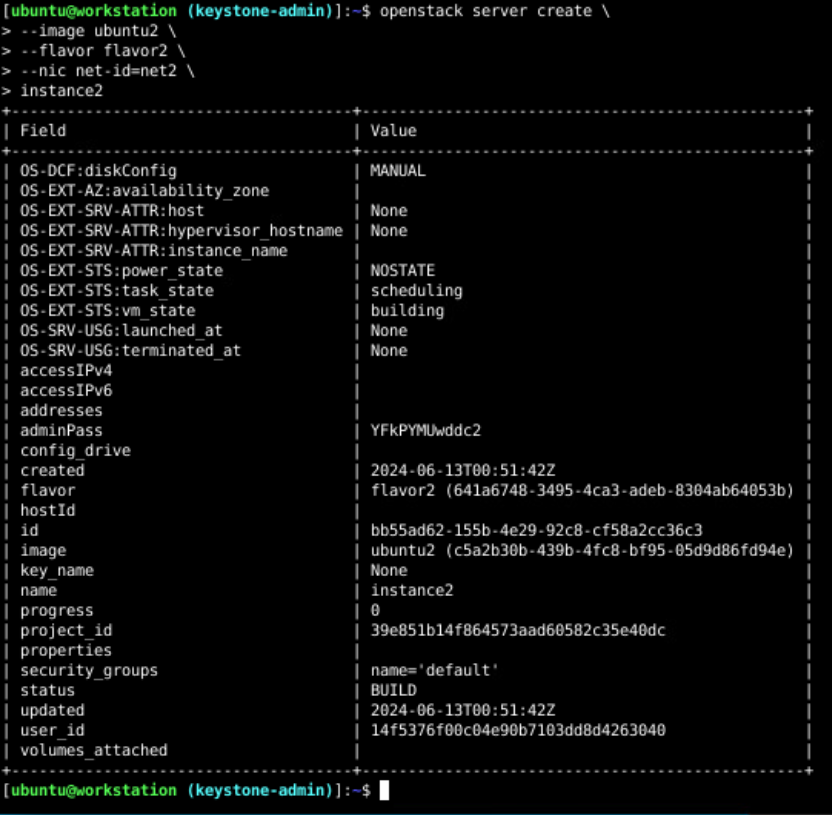 [ubuntu@workstation (keystone-admin)]:~$ openstack server create \
> --image ubuntu2 \
> --flavor flavor2 \
> --nic net-id=net2 \
> instance2
+-------------------------------------+------------------------------------------------+
| Field                               | Value                                          |
+-------------------------------------+------------------------------------------------+
| OS-DCF:diskConfig                   | MANUAL                                         |
| OS-EXT-AZ:availability_zone         |                                                |
| OS-EXT-SRV-ATTR:host                | None                                           |
| OS-EXT-SRV-ATTR:hypervisor_hostname | None                                           |
| OS-EXT-SRV-ATTR:instance_name       |                                                |
| OS-EXT-STS:power_state              | NOSTATE                                        |
| OS-EXT-STS:task_state               | scheduling                                     |
| OS-EXT-STS:vm_state                 | building                                       |
| OS-SRV-USG:launched_at              | None                                           |
| OS-SRV-USG:terminated_at            | None                                           |
| accessIPv4                          |                                                |
| accessIPv6                          |                                                |
| addresses                           |                                                |
| adminPass                           | YFkPYMUwddc2                                   |
| config_drive                        |                                                |
| created                             | 2024-06-13T00:51:42Z                           |
| flavor                              | flavor2 (641a6748-3495-4ca3-adeb-8304ab64053b) |
| hostId                              |                                                |
| id                                  | bb55ad62-155b-4e29-92c8-cf58a2cc36c3           |
| image                               | ubuntu2 (c5a2b30b-439b-4fc8-bf95-05d9d86fd94e) |
| key_name                            | None                                           |
| name                                | instance2                                      |
| progress                            | 0                                              |
| project_id                          | 39e851b14f864573aad60582c35e40dc               |
| properties                          |                                                |
| security_groups                     | name='default'                                 |
| status                              | BUILD                                          |
| updated                             | 2024-06-13T00:51:42Z                           |
| user_id                             | 14f5376f00c04e90b7103dd8d4263040               |
| volumes_attached                    |                                                |
+-------------------------------------+------------------------------------------------+
[ubuntu@workstation (keystone-admin)]:~$